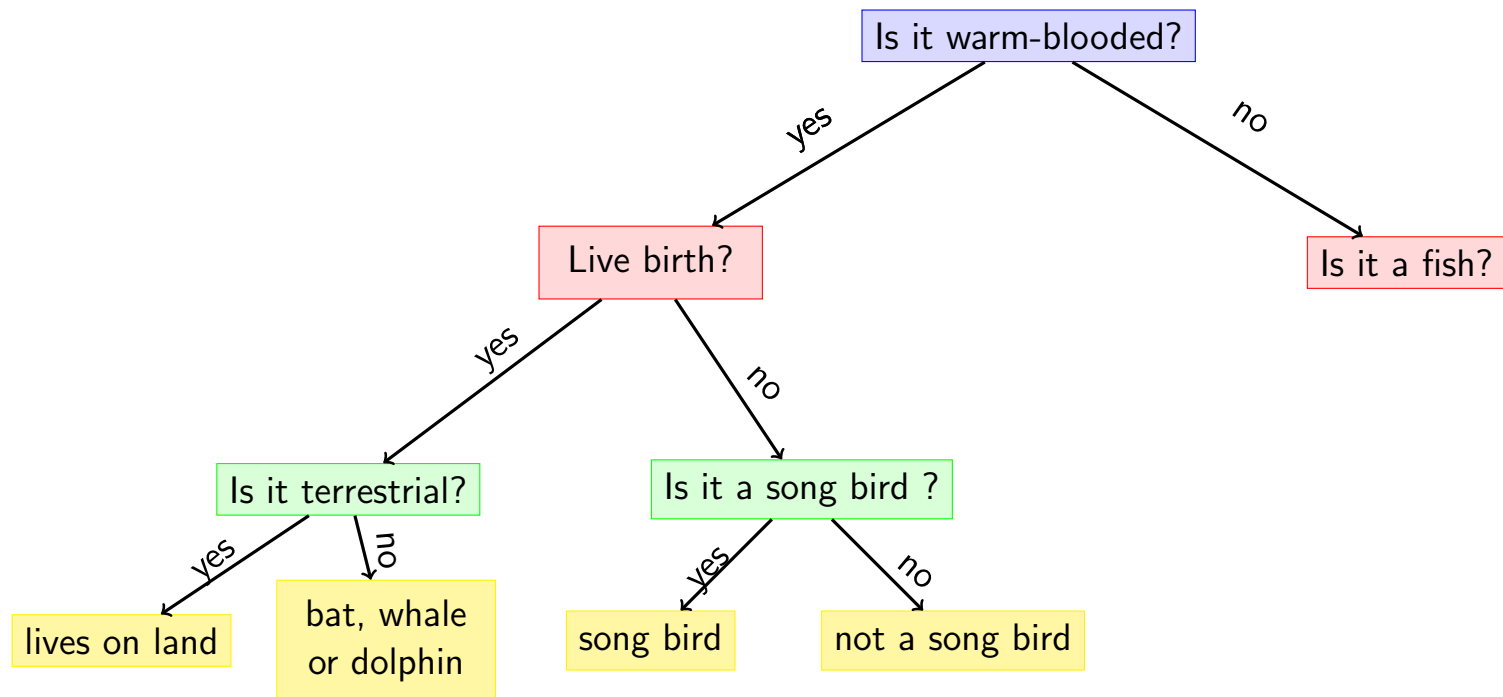 Is it warm-blooded?
yes
no
Live birth?
Is it a fish?
yes
no
Is it terrestrial?
Is it a song bird ?
yes
no
yes
no
lives on land
bat, whale
or dolphin
song bird
not a song bird